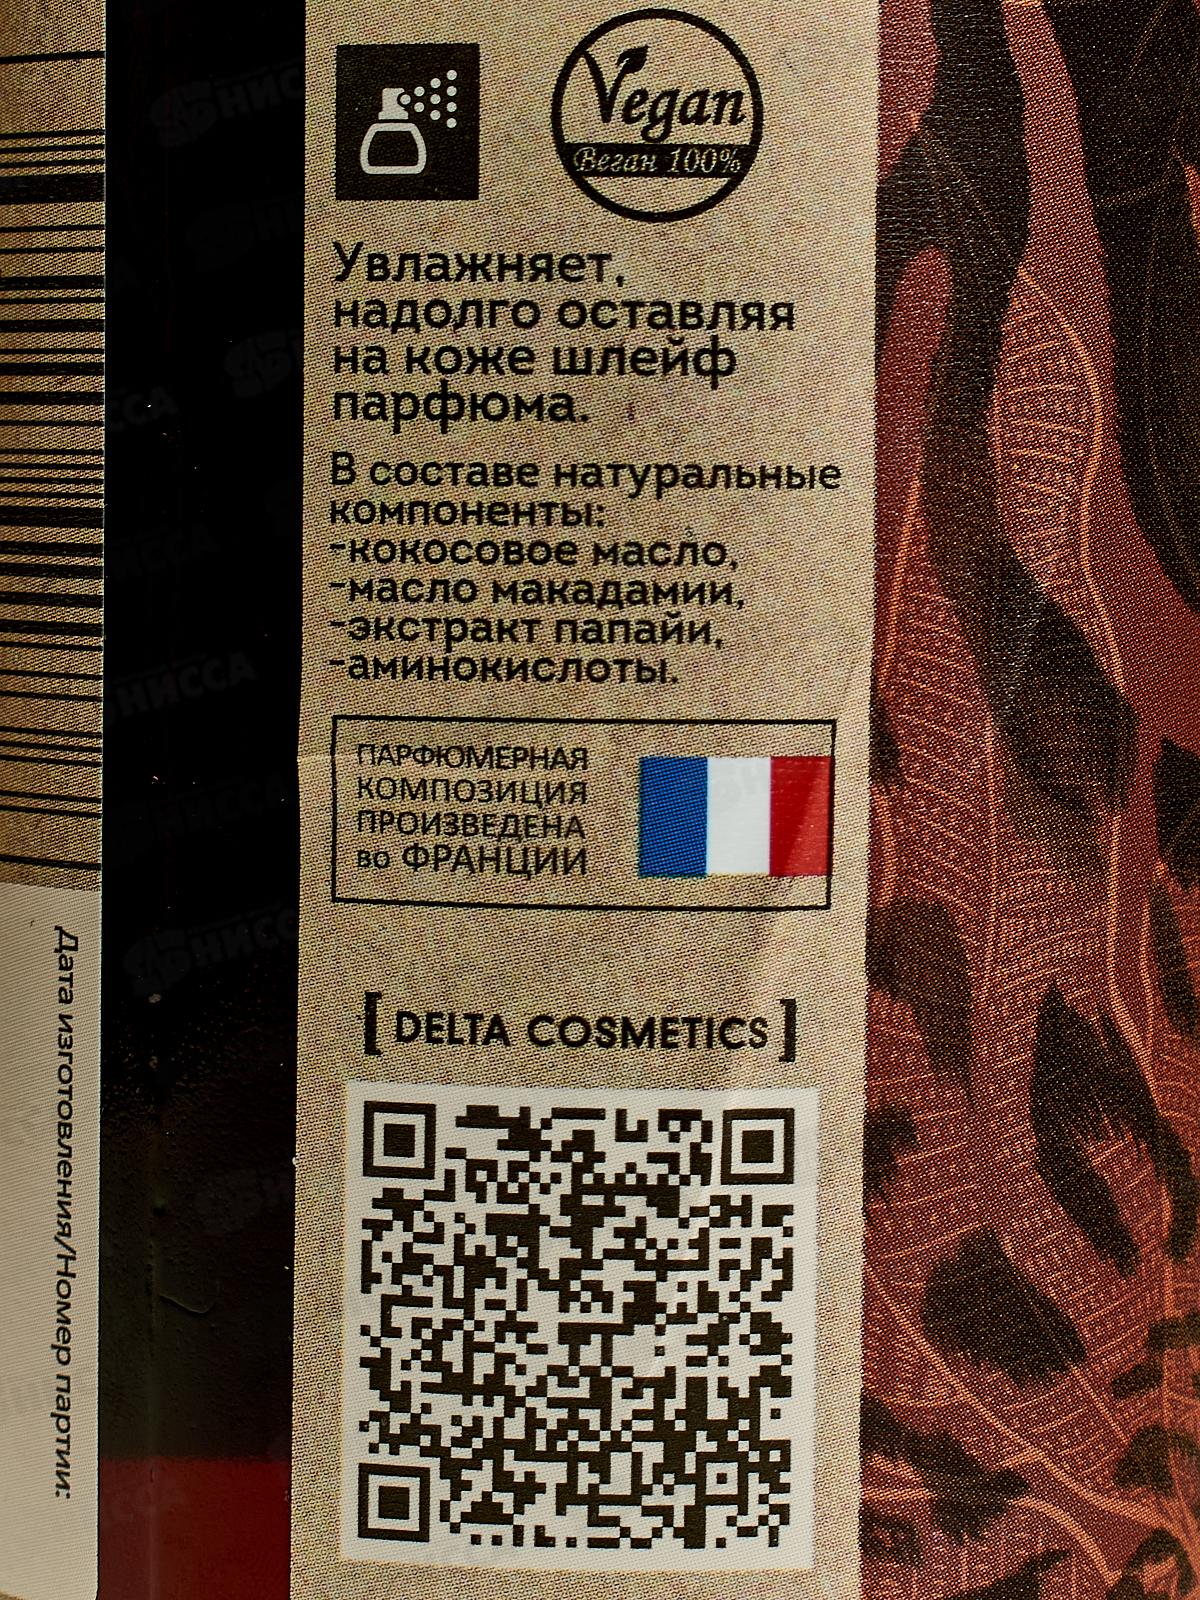 Vegan
Веган 100%
Увлажняет,
надолго оставляя
на коже шлейф
парфюма.
В составе натуральные
компоненты:
-кокосовое масло,
-масло макадамии,
-экстракт папайи,
-аминокислоты.
ПАРФЮМЕРНАЯ
КОМПОЗИЦИЯ
ПРОИЗВЕДЕНА
во ФРАНЦИИ
[DELTA COSMETICS]
Дата изготовления/Номер партии: